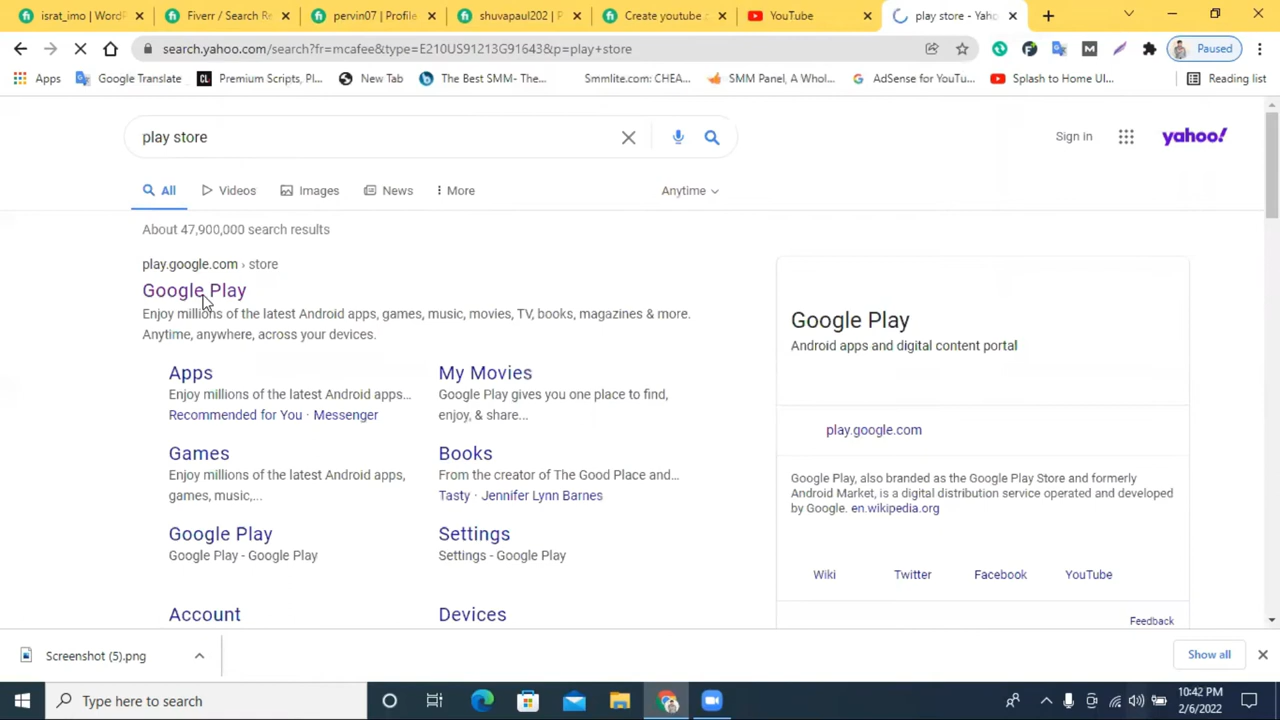 israt_imo | WordP
Fiverr / Search Re
pervin07 | Profile
shuvapaul202 | P
Create youtube c
YouTube
play store - Yaho
search.yahoo.com/search?fr=mcafee&type=E210US91213G91643&p=play+store
Paused
Apps
Google Translate
Premium Scripts, Pl...
New Tab
The Best SMM- The...
Smmlite.com: CHEA...
SMM Panel, A Whol...
AdSense for YouTu...
Splash to Home UI...
Reading list
play store
Sign In
yahoo!
All
Videos
Images
News
More
Anytime
About 47,900,000 search results
play.google.com › store
Google Play
Enjoy millions of the latest Android apps, games, music, movies, TV, books, magazines & more.
Anytime, anywhere, across your devices.
Apps
Enjoy millions of the latest Android apps...
Recommended for You · Messenger
My Movies
Google Play gives you one place to find,
enjoy, & share...
Games
Enjoy millions of the latest Android apps,
games, music,...
Books
From the creator of The Good Place and...
Tasty · Jennifer Lynn Barnes
Google Play
Google Play - Google Play
Settings
Settings - Google Play
Account
Devices
Google Play
Android apps and digital content portal
play.google.com
Google Play, also branded as the Google Play Store and formerly
Android Market, is a digital distribution service operated and developed
by Google. en.wikipedia.org
Wiki
Twitter
Facebook
YouTube
Feedback
Screenshot (5).png
Show all
Type here to search
10:42 PM
2/6/2022